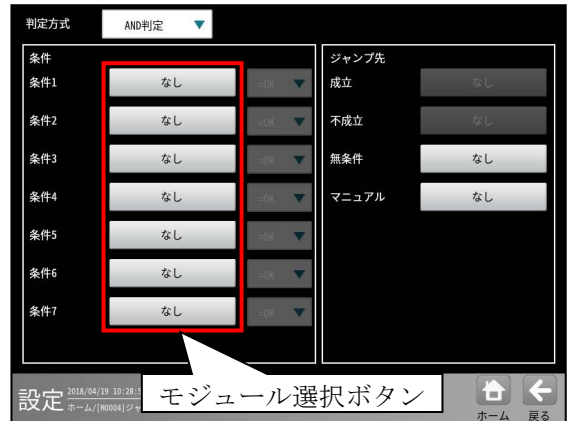 判定方式 AND判定
条件
条件1 なし =OK
条件2 なし =OK
条件3 なし =OK
条件4 なし =OK
条件5 なし =OK
条件6 なし =OK
条件7 なし =OK
ジャンプ先
成立 なし
不成立 なし
無条件 なし
マニュアル なし
モジュール選択ボタン
設定 2018/04/19 10:28:5
ホーム/[M0004]ジャ
ホーム 戻る